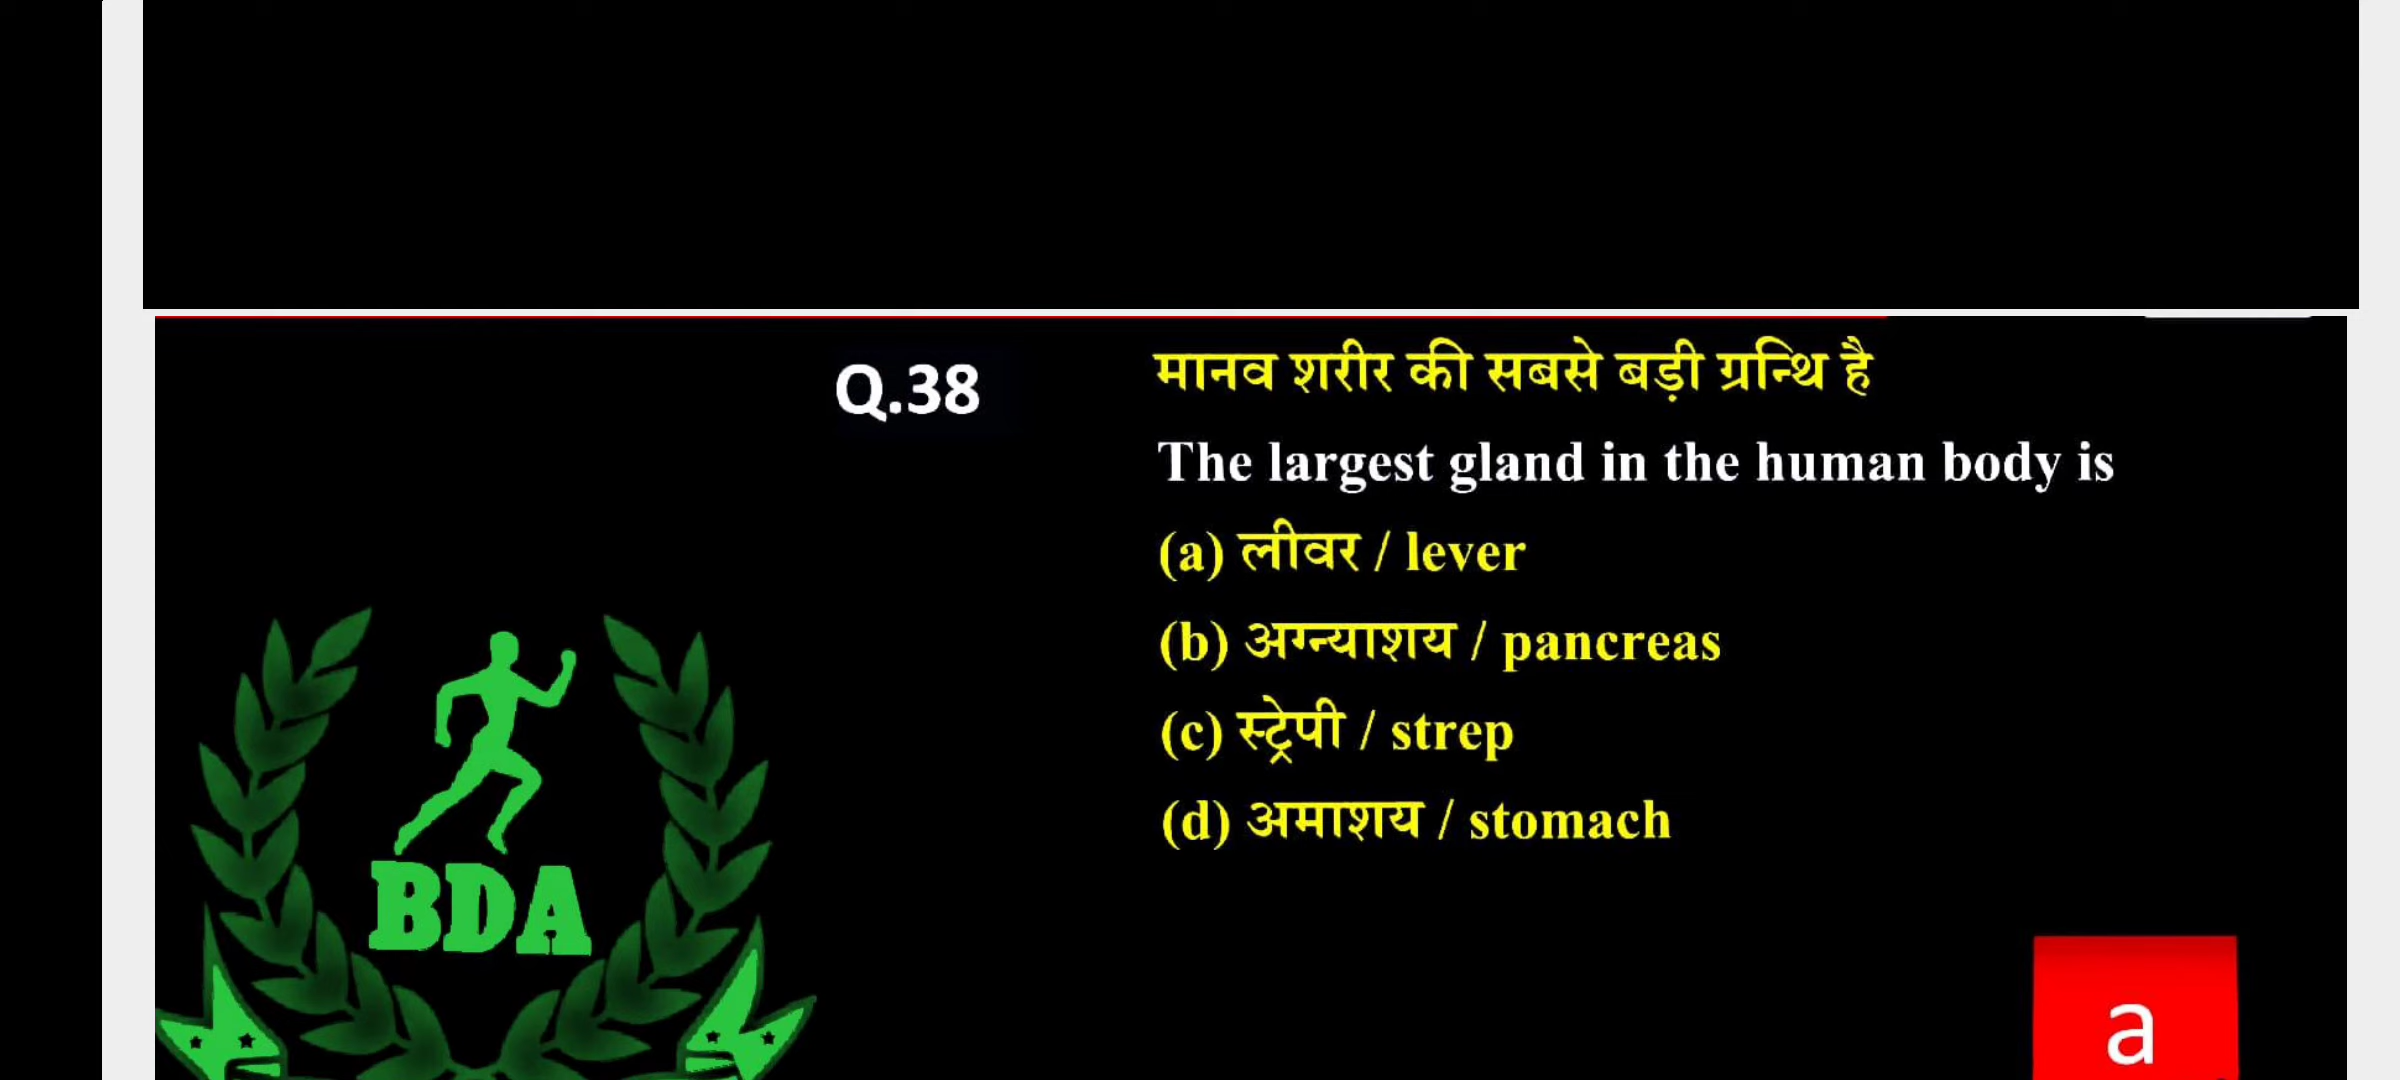 Q.38
मानव शरीर की सबसे बड़ी ग्रन्थि है
The largest gland in the human body is
(a) लीवर / lever
(b) अग्न्याशय / pancreas
(c) स्ट्रेपी / strep
(d) अमाशय / stomach
BDA
a